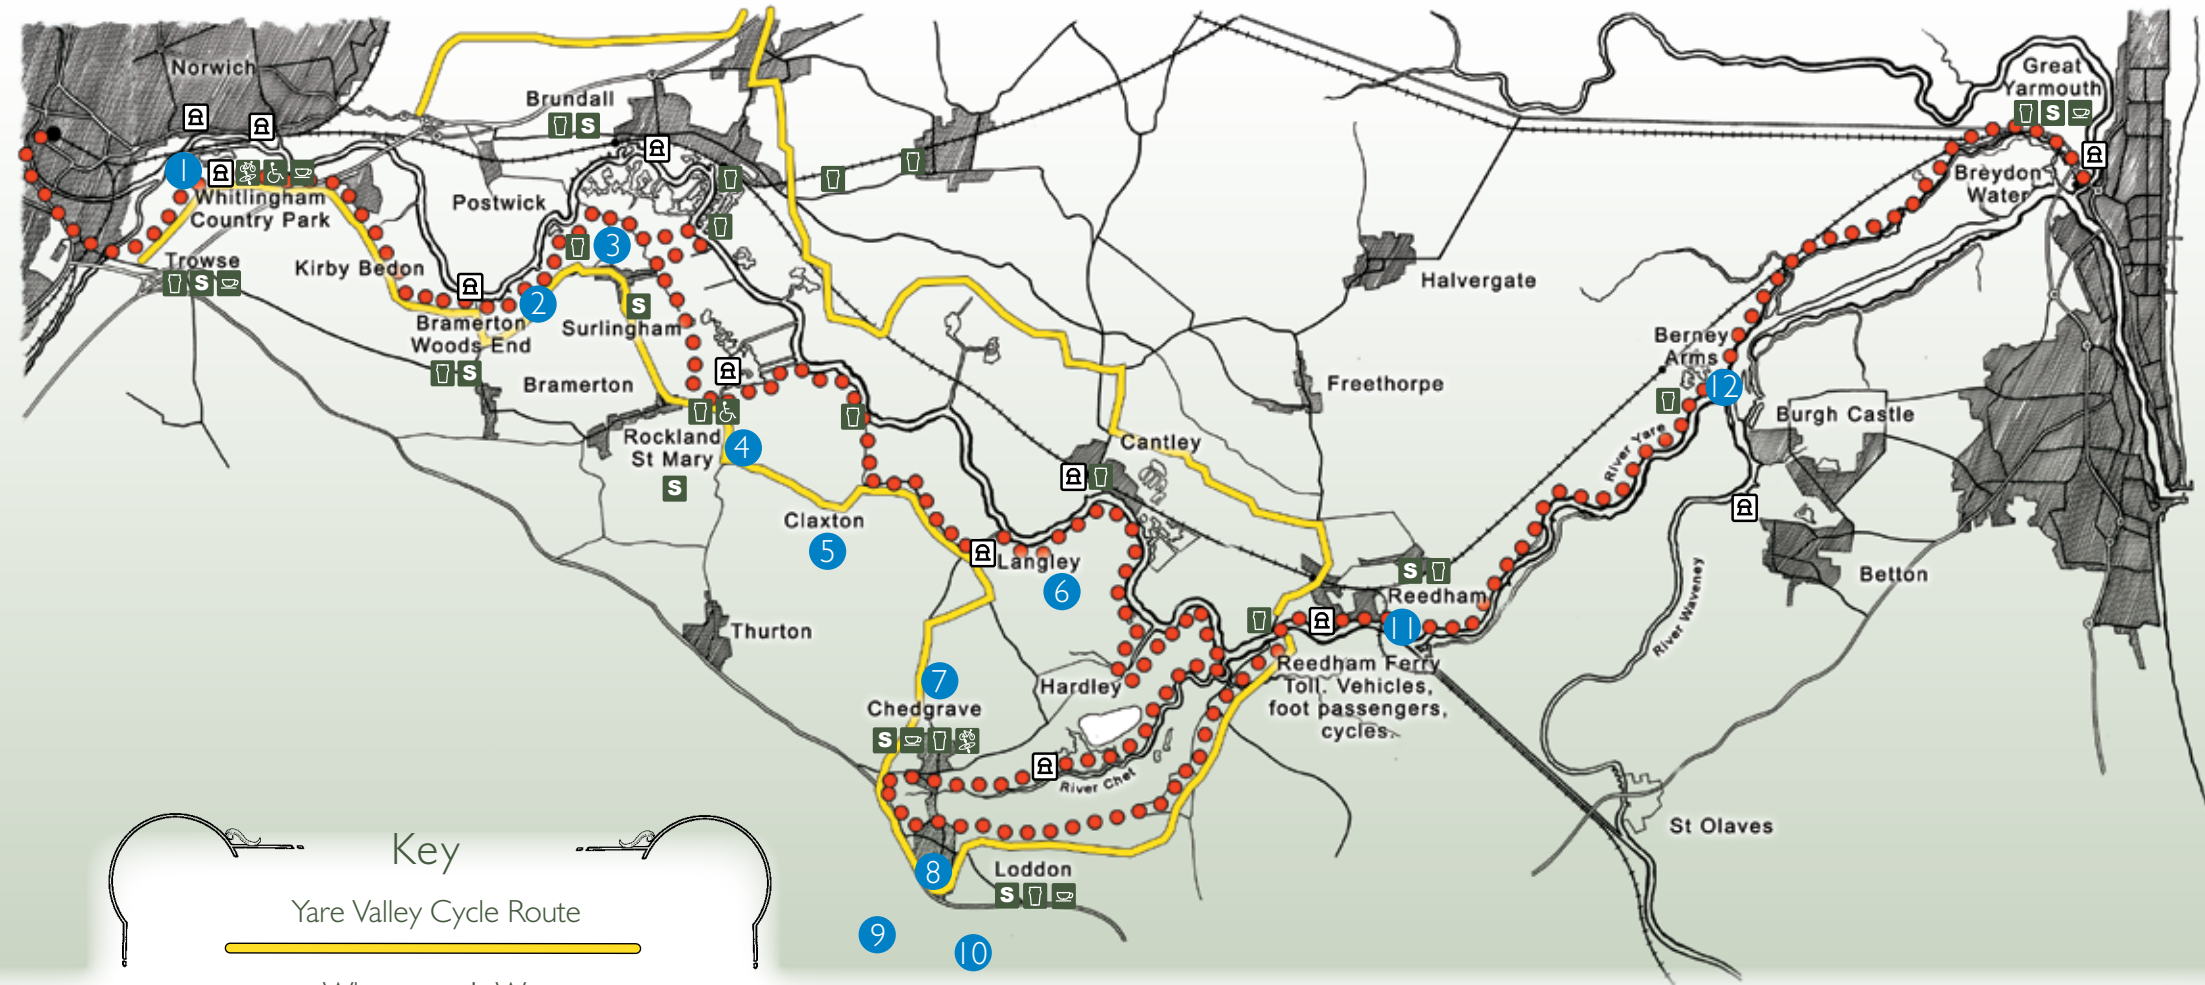 Norwich
Brundall
S
Great
Yarmouth
S
1
Whitlingham
Country Park
Postwick
3
Breydon
Water
Trowse
S
Kirby Bedon
2
S
Bramerton
Woods End
Surlingham
Halvergate
Berney
Arms
12
S
Bramerton
Freethorpe
Burgh Castle
Rockland
St Mary
4
Cantley
River Yare
S
Claxton
5
Langley
6
S
Reedham
11
Betton
River Waveney
Thurton
Reedham Ferry
Toll. Vehicles,
foot passengers,
cycles.
Hardley
7
Chedgrave
S
River Chet
St Olaves
8
Loddon
S
9
10
Key
Yare Valley Cycle Route